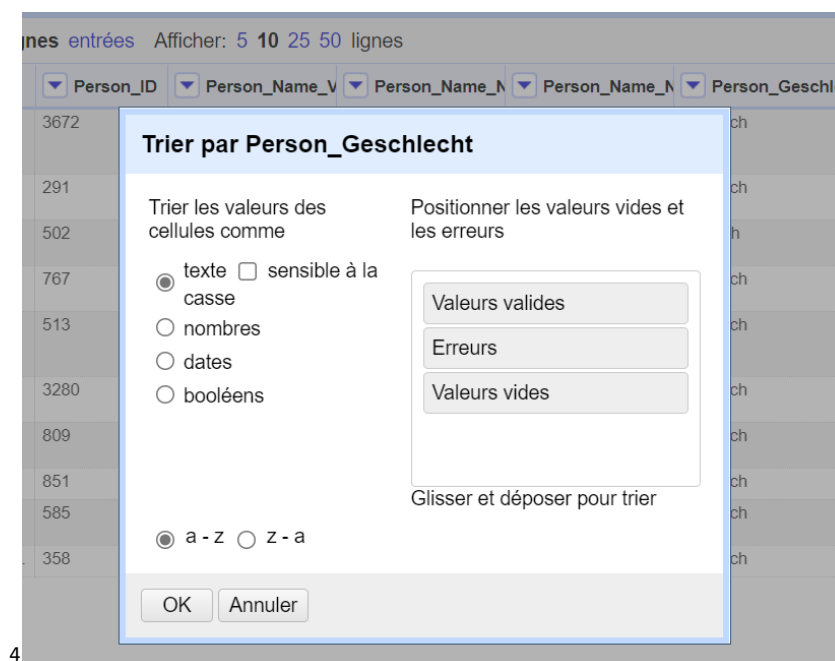 gnes entrées Afficher: 5 10 25 50 lignes
Person_ID Person_Name_V Person_Name_N Person_Name_N Person_Geschl
3672 ch
Trier par Person_Geschlecht
291 ch
Trier les valeurs des Positionner les valeurs vides et
cellules comme les erreurs
502 h
767 ch
texte sensible à la
casse
Valeurs valides
513 ch
nombres
Erreurs
dates
3280 ch
booléens
Valeurs vides
809 ch
851 ch
Glisser et déposer pour trier
585 ch
a - z z - a
358 ch
OK Annuler
4